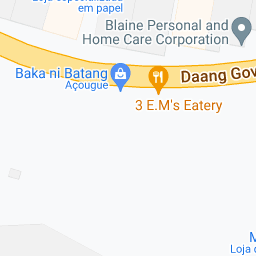 em papel
Blaine Personal and
Home Care Corporation
Baka ni Batang
Açougue
Daang Gov
3 E.M's Eatery
M
Loja